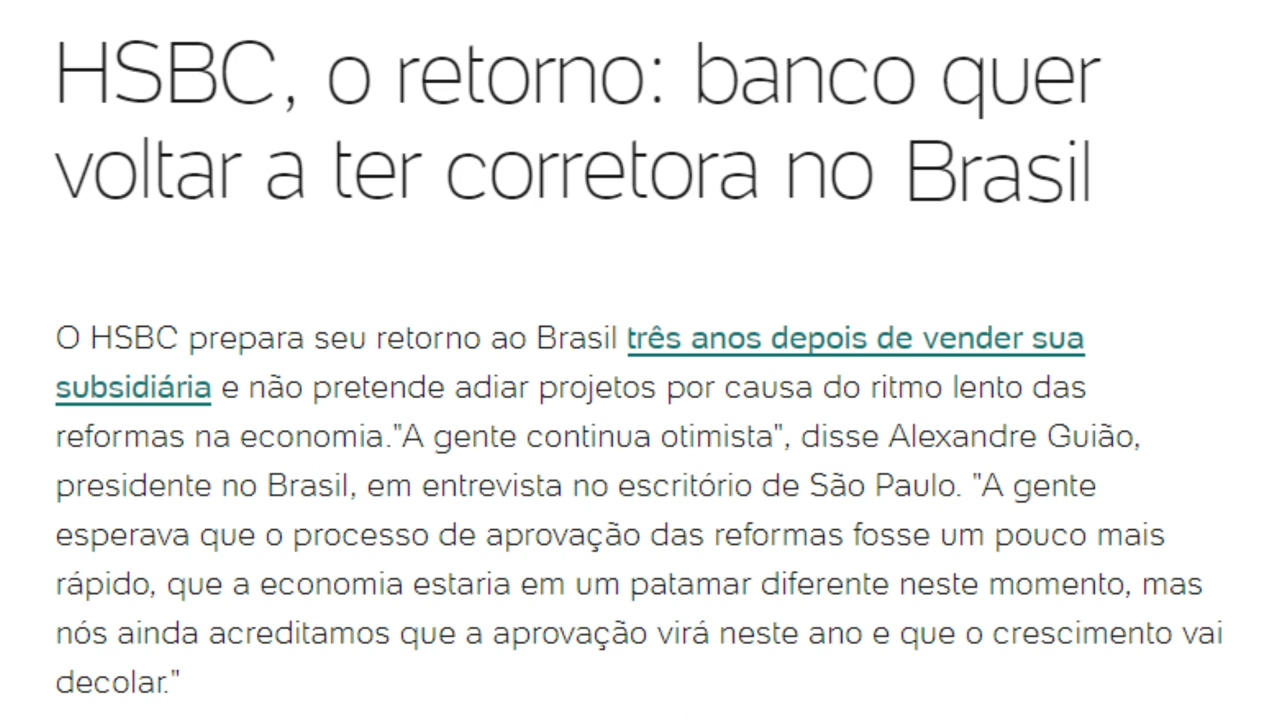 HSBC, o retorno: banco quer
voltar a ter corretora no Brasil
O HSBC prepara seu retorno ao Brasil três anos depois de vender sua
subsidiária e não pretende adiar projetos por causa do ritmo lento das
reformas na economia."A gente continua otimista", disse Alexandre Guião,
presidente no Brasil, em entrevista no escritório de São Paulo. "A gente
esperava que o processo de aprovação das reformas fosse um pouco mais
rápido, que a economia estaria em um patamar diferente neste momento, mas
nós ainda acreditamos que a aprovação virá neste ano e que o crescimento vai
decolar."